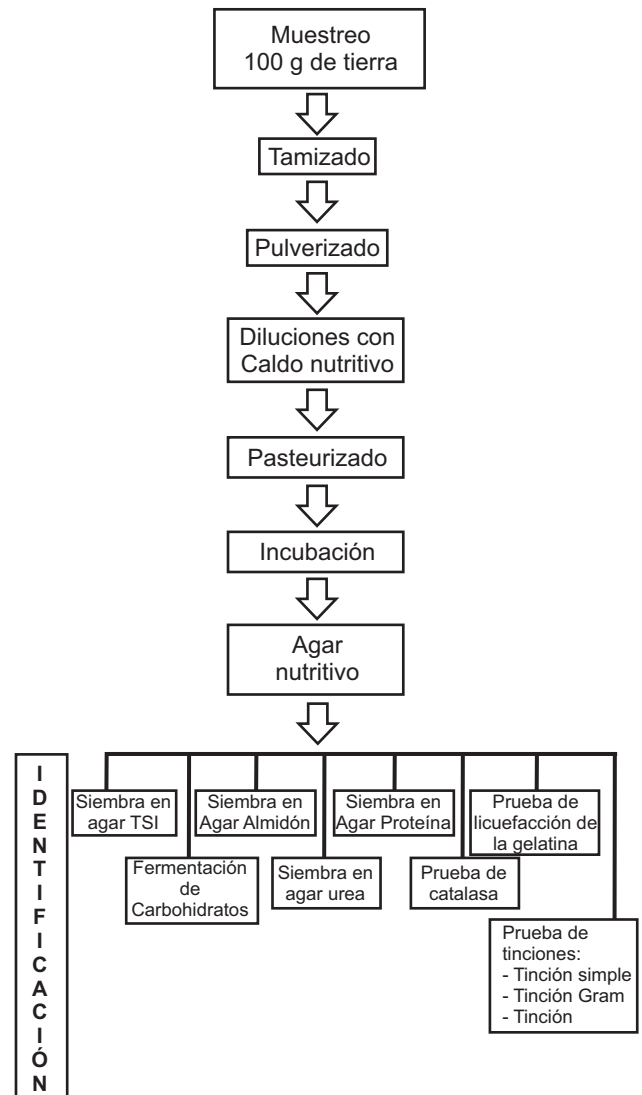 Muestreo
100 g de tierra
Tamizado
Pulverizado
Diluciones con
Caldo nutritivo
Pasteurizado
Incubación
Agar
nutritivo
IDENTIFICACIÓN
Siembra en
agar TSI
Fermentación
de
Carbohidratos
Siembra en
Agar Almidón
Siembra en
agar urea
Siembra en
Agar Proteína
Prueba de
catalasa
Prueba de
licuefacción de
la gelatina
Prueba de
tinciones:
- Tinción simple
- Tinción Gram
- Tinción